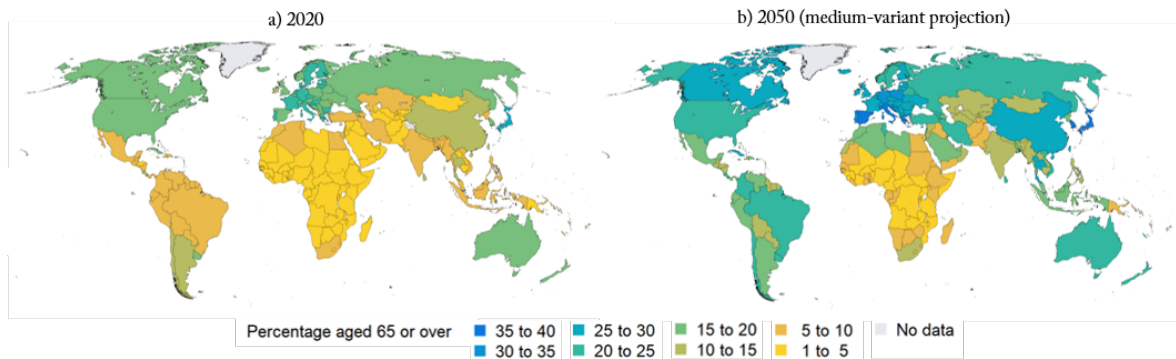 a) 2020
b) 2050 (medium-variant projection)
Percentage aged 65 or over
35 to 40
25 to 30
15 to 20
5 to 10
No data
30 to 35
20 to 25
10 to 15
1 to 5